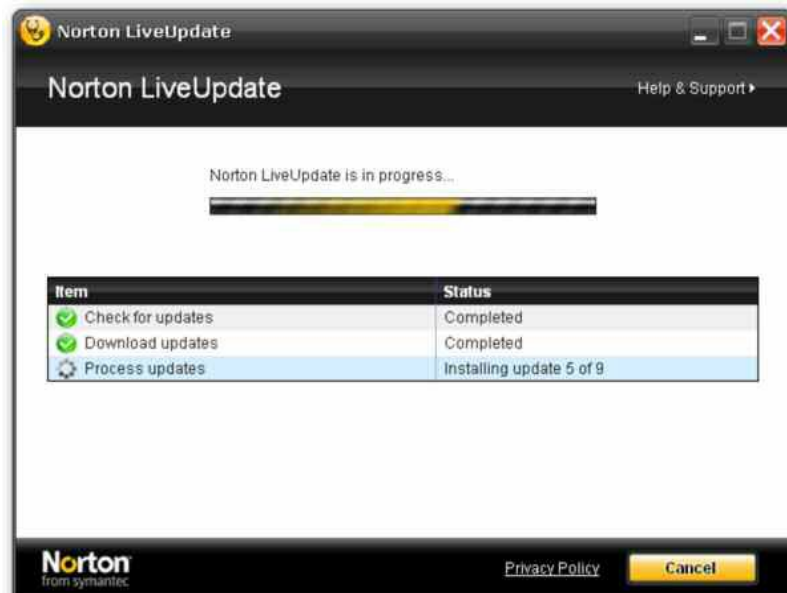 Norton LiveUpdate
Norton LiveUpdate
Help & Support
Norton LiveUpdate is in progress...
Item Status
Check for updates Completed
Download updates Completed
Process updates Installing update 5 of 9
Norton
from symantec
Privacy Policy Cancel